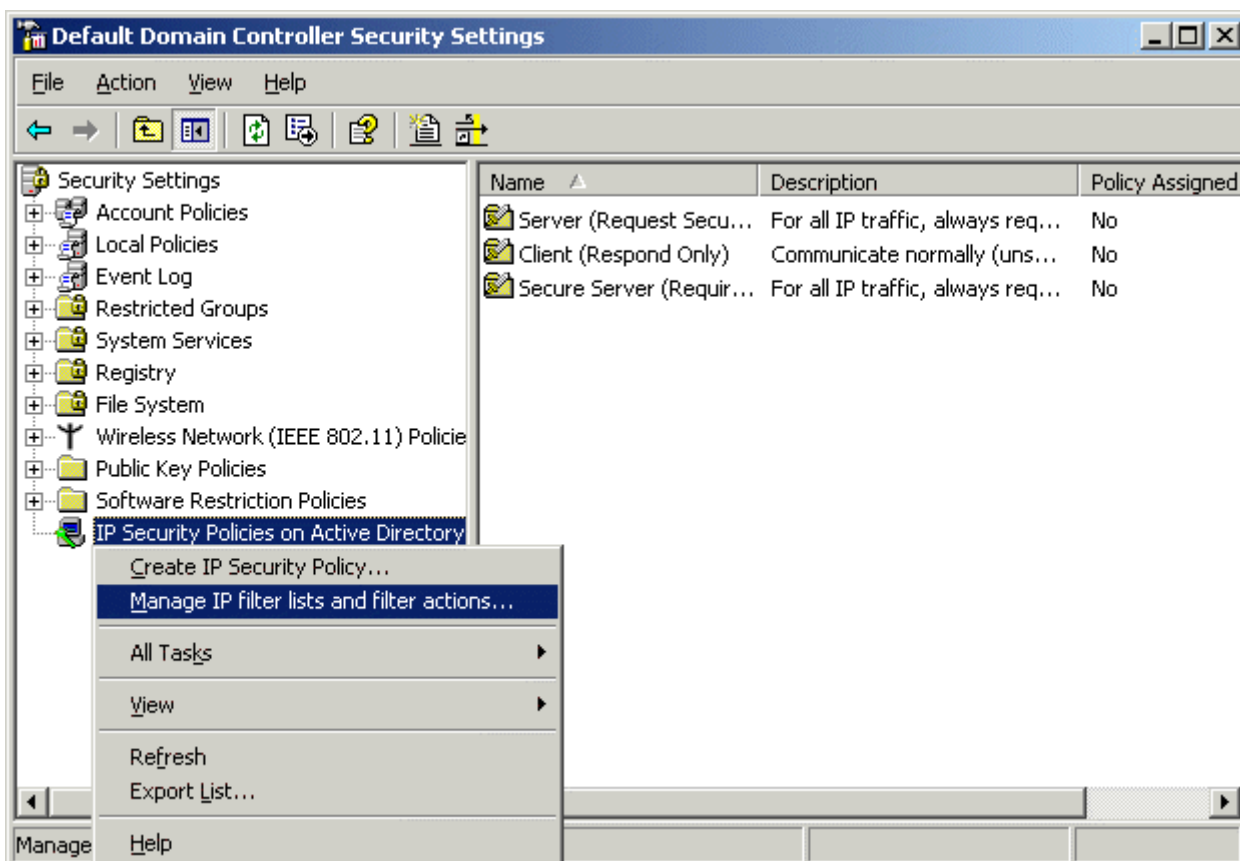 Default Domain Controller Security Settings
File Action View Help
Security Settings
Account Policies
Local Policies
Event Log
Restricted Groups
System Services
Registry
File System
Wireless Network (IEEE 802.11) Policie
Public Key Policies
Software Restriction Policies
IP Security Policies on Active Directory
Name Description Policy Assigned
Server (Request Secu... For all IP traffic, always req... No
Client (Respond Only) Communicate normally (uns... No
Secure Server (Requir... For all IP traffic, always req... No
Create IP Security Policy...
Manage IP filter lists and filter actions...
All Tasks
View
Refresh
Export List...
Help
Manage